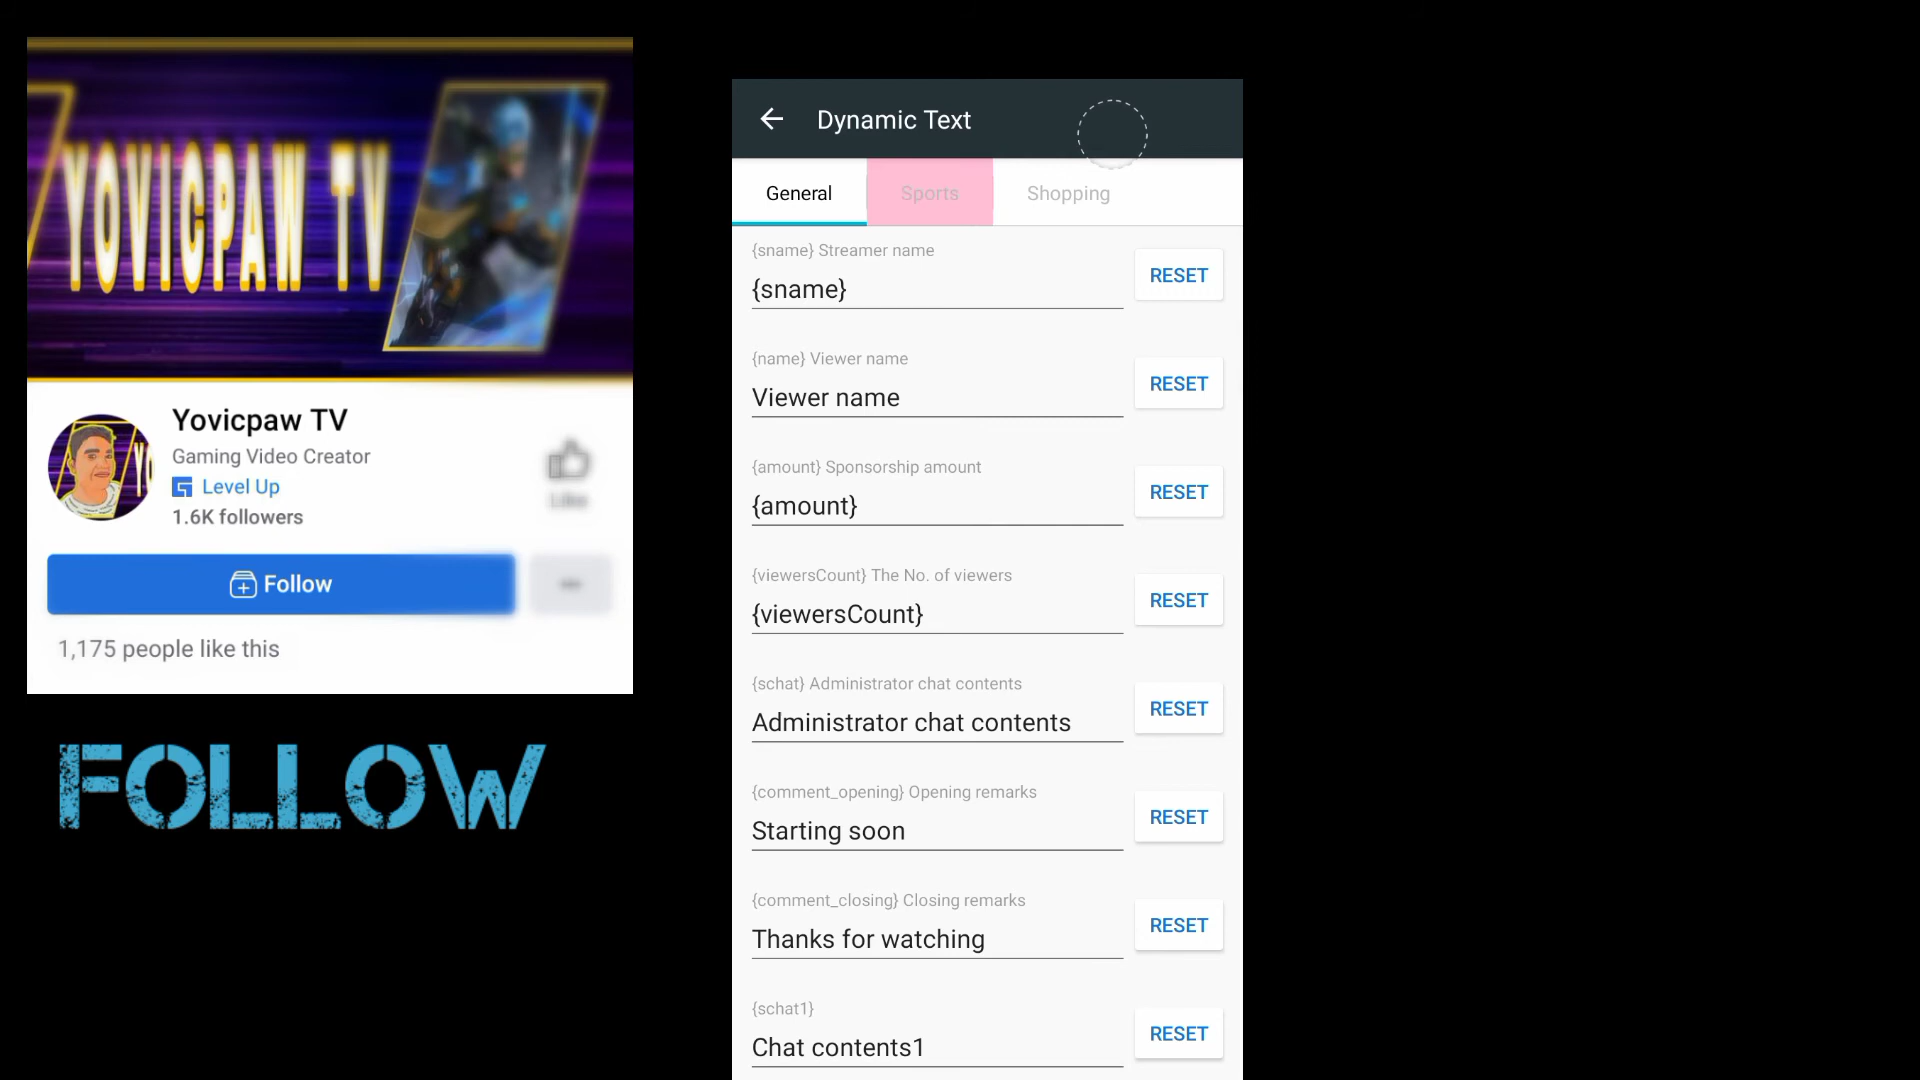 YOVICPAW TV
Yovicpaw TV
Gaming Video Creator
Level Up
1.6K followers
Like
Follow
1,175 people like this
FOLLOW
Dynamic Text
General
Sports
Shopping
{sname} Streamer name
{sname}
RESET
{name} Viewer name
Viewer name
RESET
{amount} Sponsorship amount
{amount}
RESET
{viewersCount} The No. of viewers
{viewersCount}
RESET
{schat} Administrator chat contents
Administrator chat contents
RESET
{comment_opening} Opening remarks
Starting soon
RESET
{comment_closing} Closing remarks
Thanks for watching
RESET
{schat1}
Chat contents1
RESET